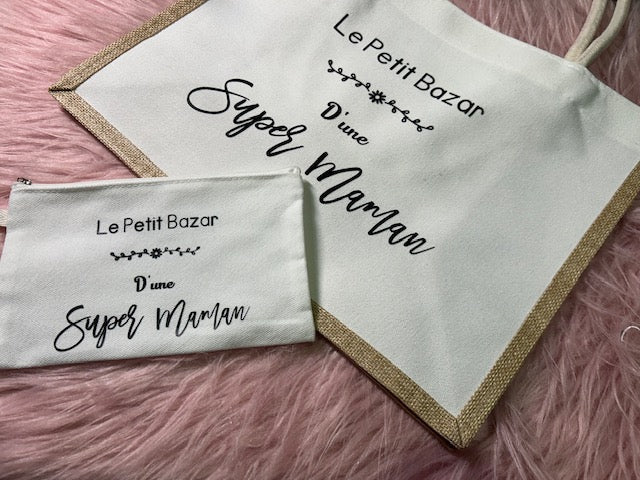 Le Petit Bazar
D'une
Super Maman
Le Petit Bazar
D'une
Super Maman